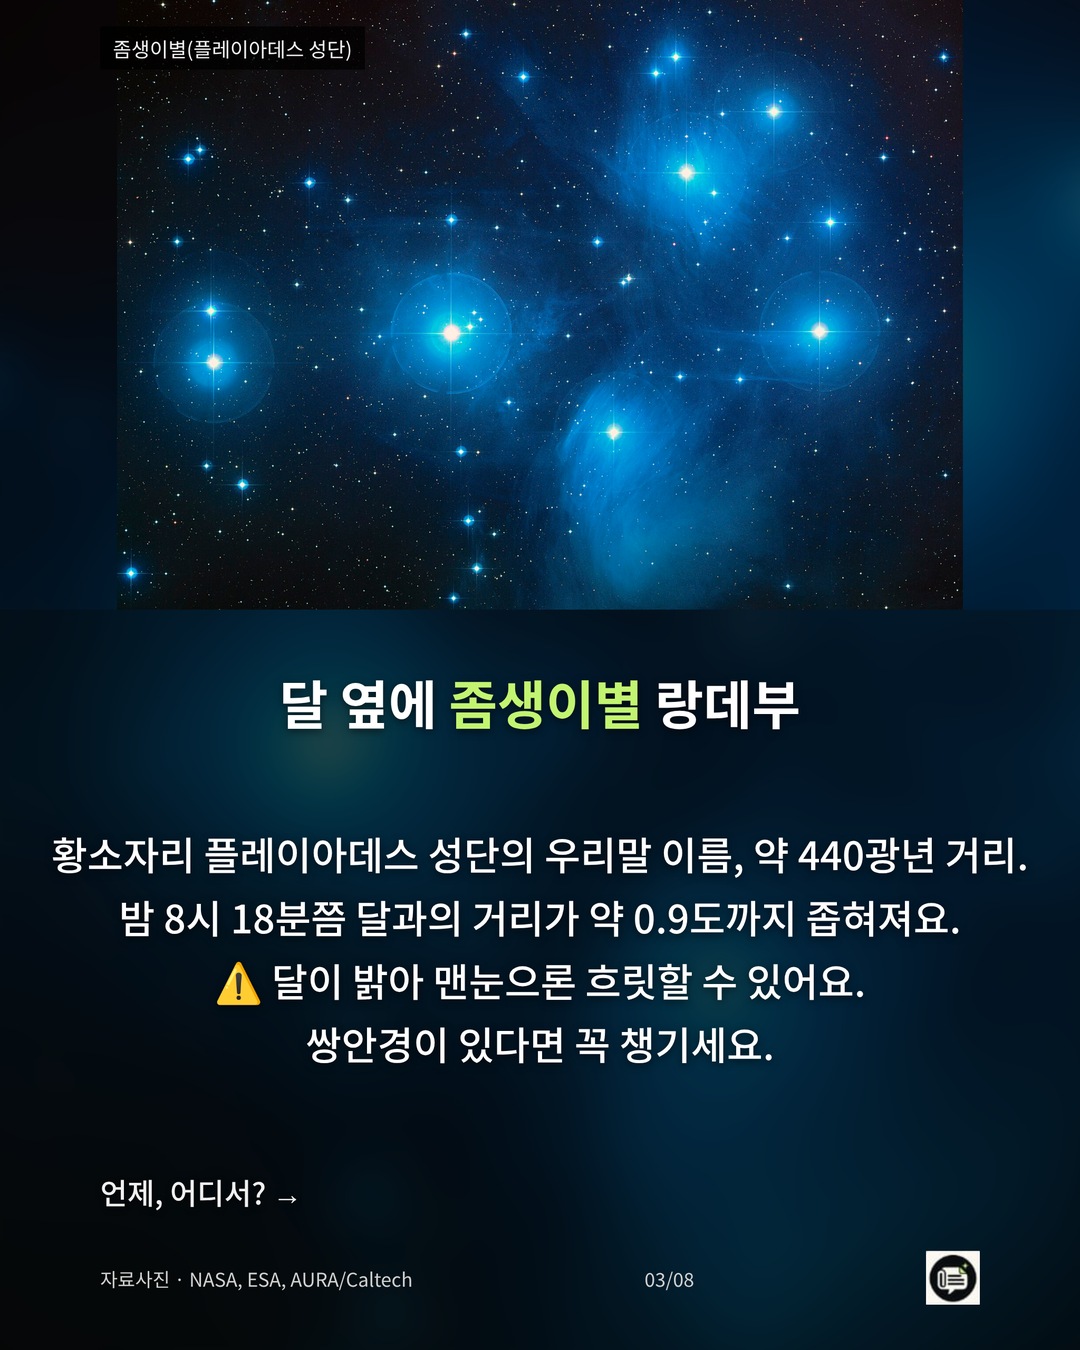 좀생이별(플레이아데스 성단)
달 옆에 좀생이별 랑데부
황소자리 플레이아데스 성단의 우리말 이름, 약 440광년 거리.
밤 8시 18분쯤 달과의 거리가 약 0.9도까지 좁혀져요.
⚠️ 달이 밝아 맨눈으론 흐릿할 수 있어요.
쌍안경이 있다면 꼭 챙기세요.
언제, 어디서? →
자료사진 · NASA, ESA, AURA/Caltech
03/08